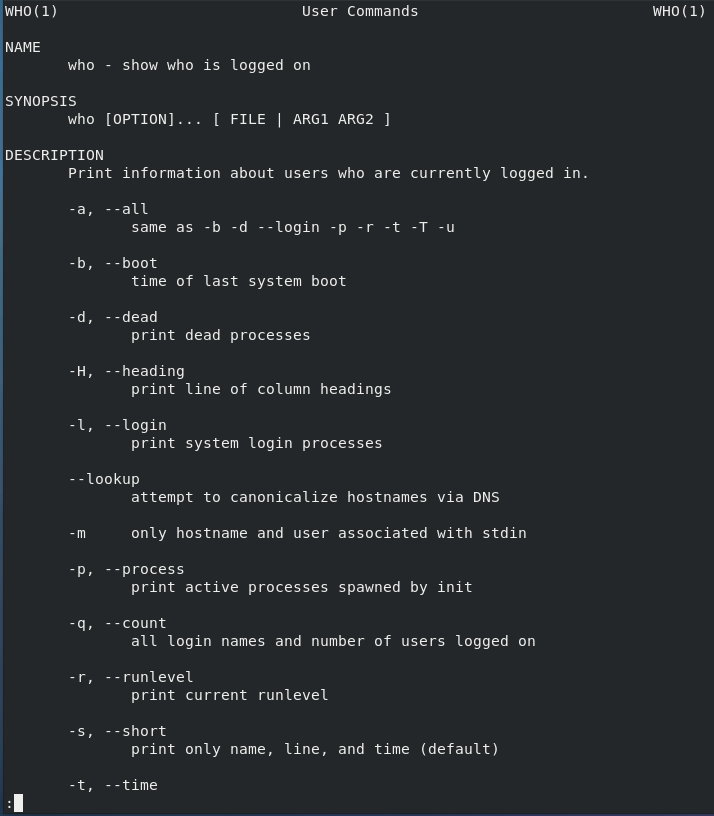 WHO(1)                           User Commands                          WHO(1)

NAME
       who - show who is logged on

SYNOPSIS
       who [OPTION]... [ FILE | ARG1 ARG2 ]

DESCRIPTION
       Print information about users who are currently logged in.

       -a, --all
              same as -b -d --login -p -r -t -T -u

       -b, --boot
              time of last system boot

       -d, --dead
              print dead processes

       -H, --heading
              print line of column headings

       -l, --login
              print system login processes

       --lookup
              attempt to canonicalize hostnames via DNS

       -m     only hostname and user associated with stdin

       -p, --process
              print active processes spawned by init

       -q, --count
              all login names and number of users logged on

       -r, --runlevel
              print current runlevel

       -s, --short
              print only name, line, and time (default)

       -t, --time
: